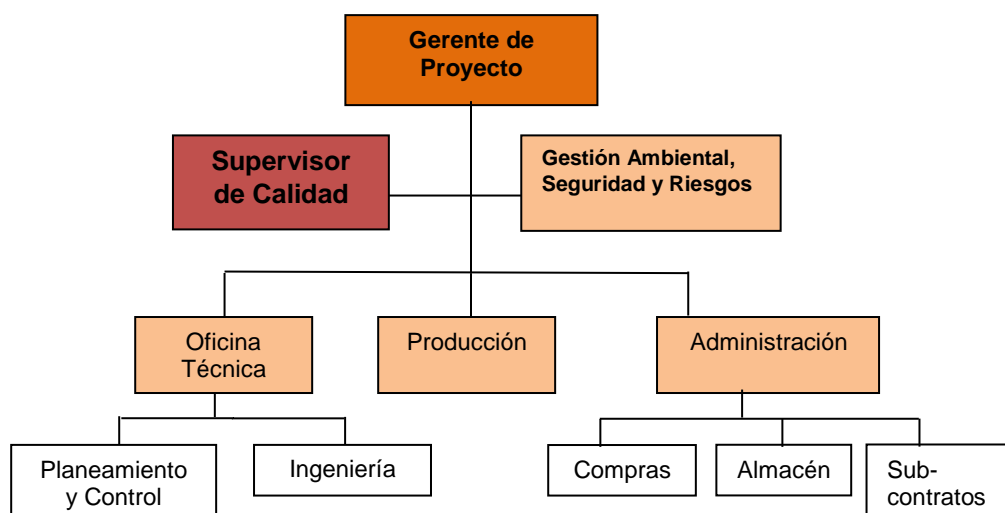 Gerente de
Proyecto
Supervisor
de Calidad
Gestión Ambiental,
Seguridad y Riesgos
Oficina
Técnica
Producción
Administración
Planeamiento
y Control
Ingeniería
Compras
Almacén
Sub-
contratos